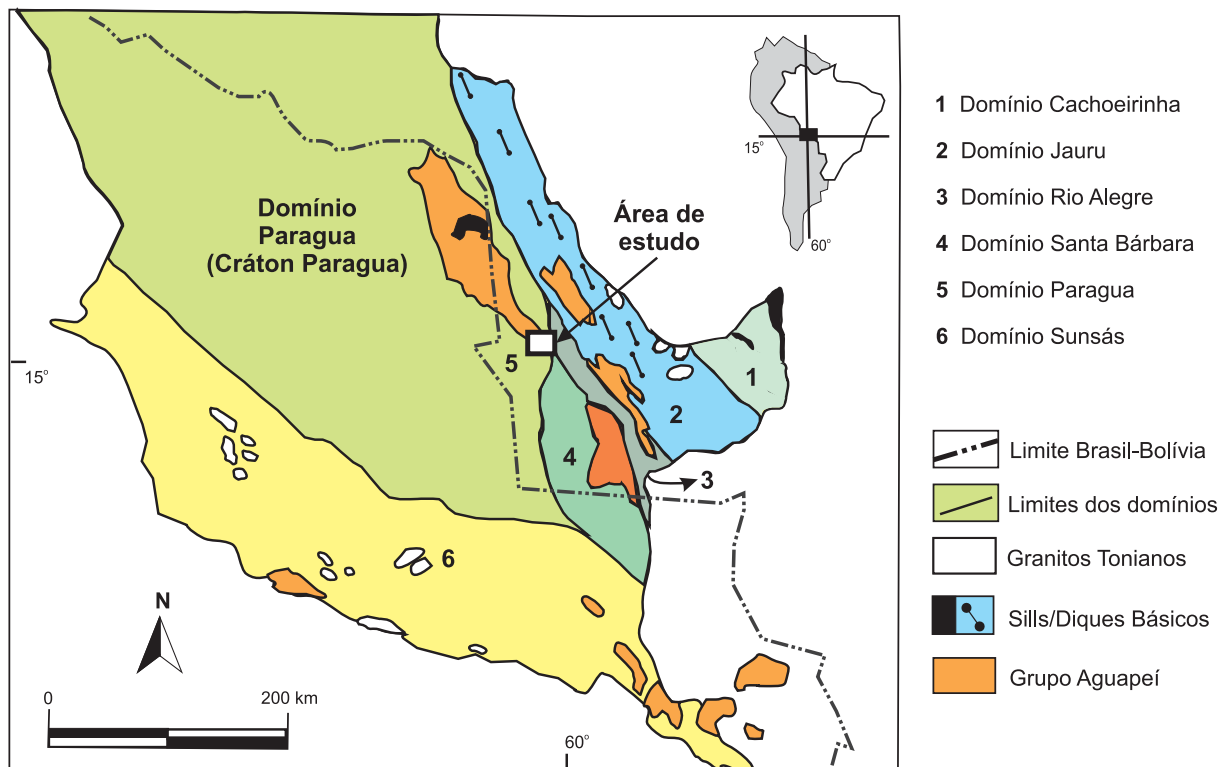 Domínio
Paragua
(Cráton Paragua)
Área de
estudo
15°
60°
1
2
3
4
5
6
15°
N
0
200 km
60°
1 Domínio Cachoeirinha
2 Domínio Jauru
3 Domínio Rio Alegre
4 Domínio Santa Bárbara
5 Domínio Paragua
6 Domínio Sunsás
Limite Brasil-Bolívia
Limites dos domínios
Granitos Tonianos
Sills/Diques Básicos
Grupo Aguapeí